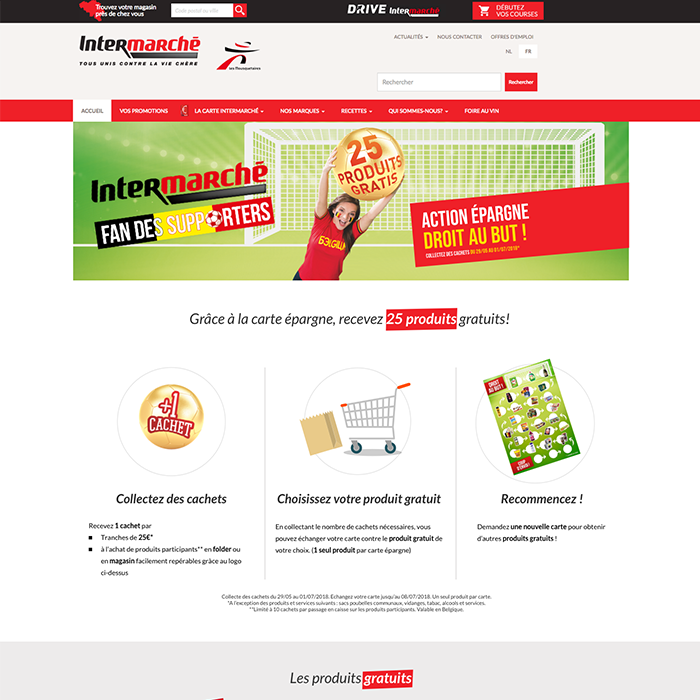 Trouvez votre magasin
près de chez vous
Code postal ou ville
DRIVE Intermarché
DÉBUTEZ
VOS COURSES
Intermarché
TOUS UNIS CONTRE LA VIE CHÈRE
Les Mousquetaires
ACTUALITÉS
NOUS CONTACTER
OFFRES D'EMPLOI
NL
FR
Rechercher
Rechercher
ACCUEIL
VOS PROMOTIONS
LA CARTE INTERMARCHÉ
NOS MARQUES
RECETTES
QUI SOMMES-NOUS?
FOIRE AU VIN
Intermarché
FAN DES SUPPORTERS
25
PRODUITS
GRATIS
BELGIUM
ACTION ÉPARGNE
DROIT AU BUT !
COLLECTEZ DES CACHETS DU 29/05 AU 01/07/2018*
Grâce à la carte épargne, recevez 25 produits gratuits!
+1
CACHET
DROIT AU
BUT !
Collectez des cachets
Recevez 1 cachet par
Tranches de 25€*
à l'achat de produits participants** en folder ou
en magasin facilement repérables grâce au logo
ci-dessus
Choisissez votre produit gratuit
En collectant le nombre de cachets nécessaires, vous
pouvez échanger votre carte contre le produit gratuit de
votre choix. (1 seul produit par carte épargne)
Recommencez !
Demandez une nouvelle carte pour obtenir
d'autres produits gratuits !
Collecte des cachets du 29/05 au 01/07/2018. Echangez votre carte jusqu'au 08/07/2018. Un seul produit par carte.
*A l'exception des produits et services suivants : sacs poubelles communaux, vidanges, tabac, alcools et services.
**Limité à 10 cachets par passage en caisse sur les produits participants. Valable en Belgique.
Les produits gratuits